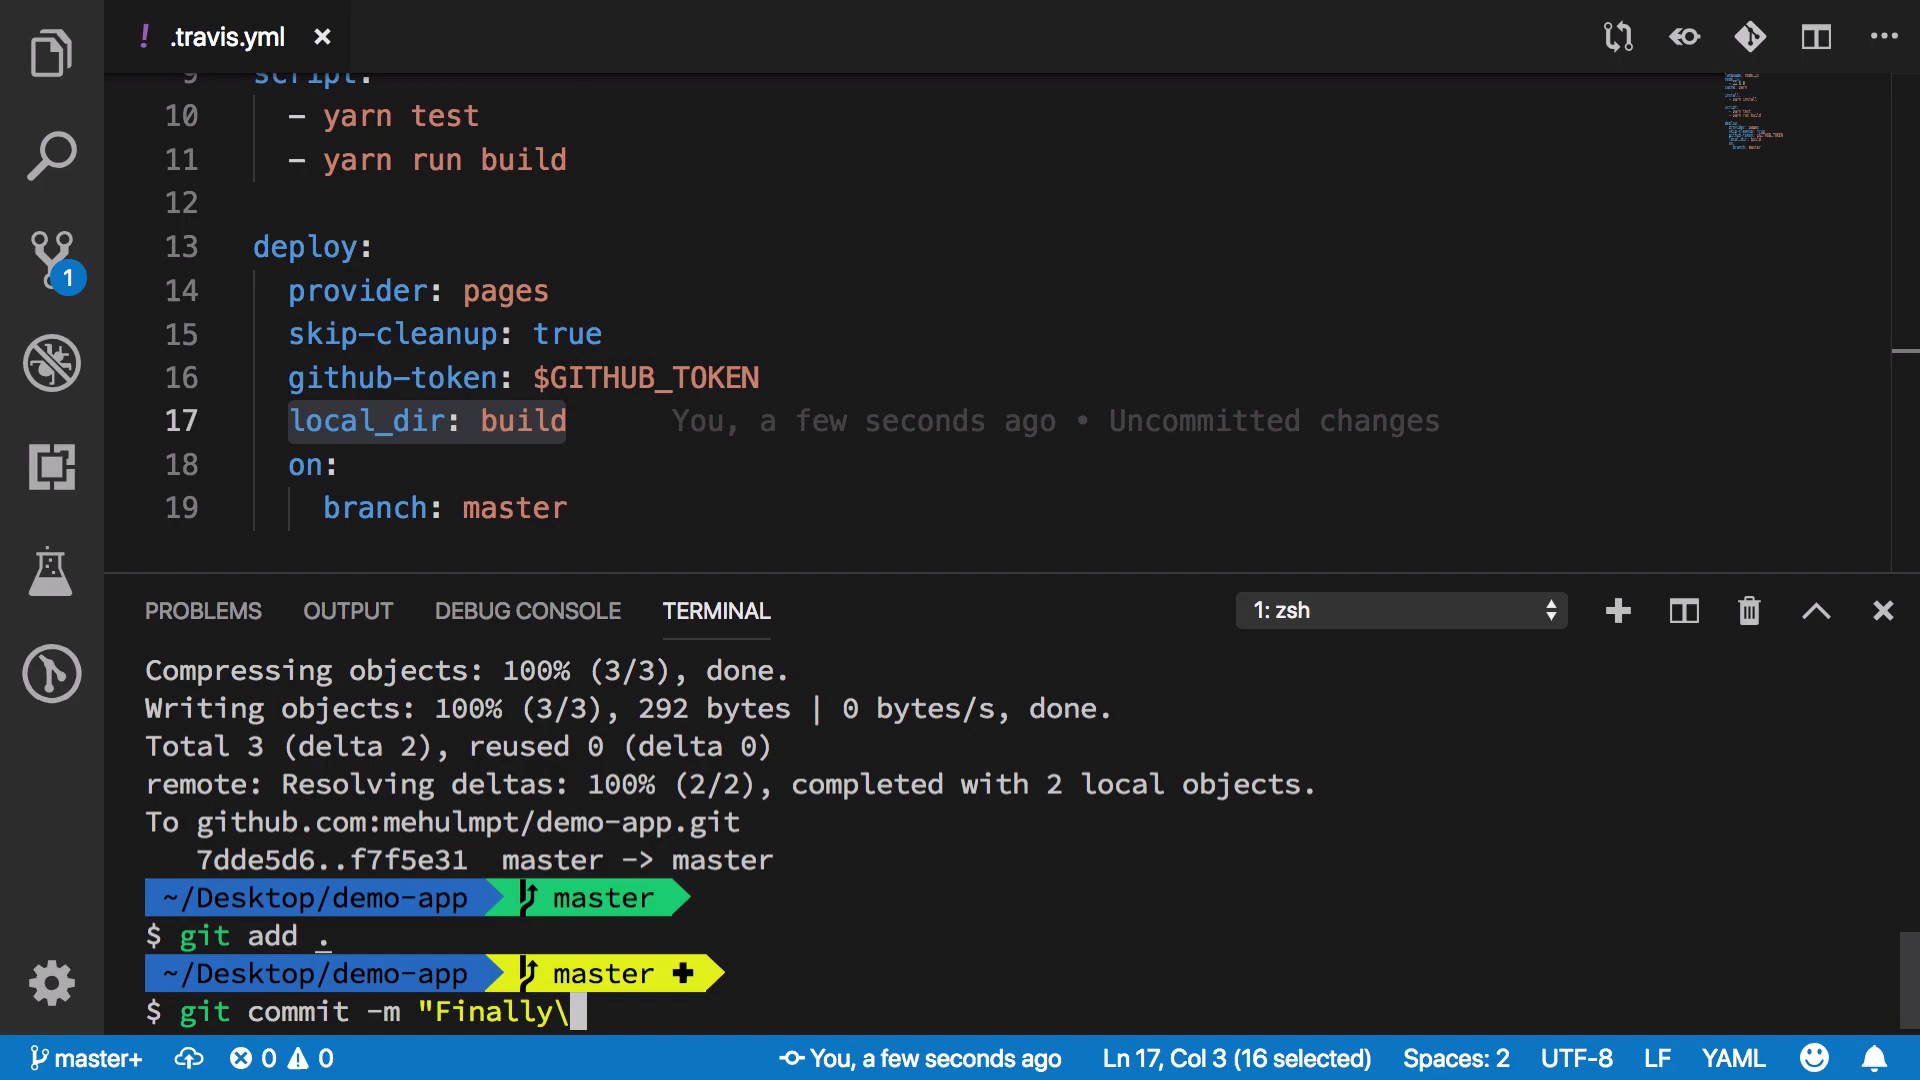 ! .travis.yml ×
9 script:
10 - yarn test
11 - yarn run build
12
13 deploy:
14 provider: pages
15 skip-cleanup: true
16 github-token: $GITHUB_TOKEN
17 local_dir: build You, a few seconds ago • Uncommitted changes
18 on:
19 branch: master
1
PROBLEMS OUTPUT DEBUG CONSOLE TERMINAL 1: zsh
Compressing objects: 100% (3/3), done.
Writing objects: 100% (3/3), 292 bytes | 0 bytes/s, done.
Total 3 (delta 2), reused 0 (delta 0)
remote: Resolving deltas: 100% (2/2), completed with 2 local objects.
To github.com:mehulmpt/demo-app.git
7dde5d6..f7f5e31 master -> master
~/Desktop/demo-app master
$ git add .
~/Desktop/demo-app master ✚
$ git commit -m "Finally\
master+ 0 0 You, a few seconds ago Ln 17, Col 3 (16 selected) Spaces: 2 UTF-8 LF YAML